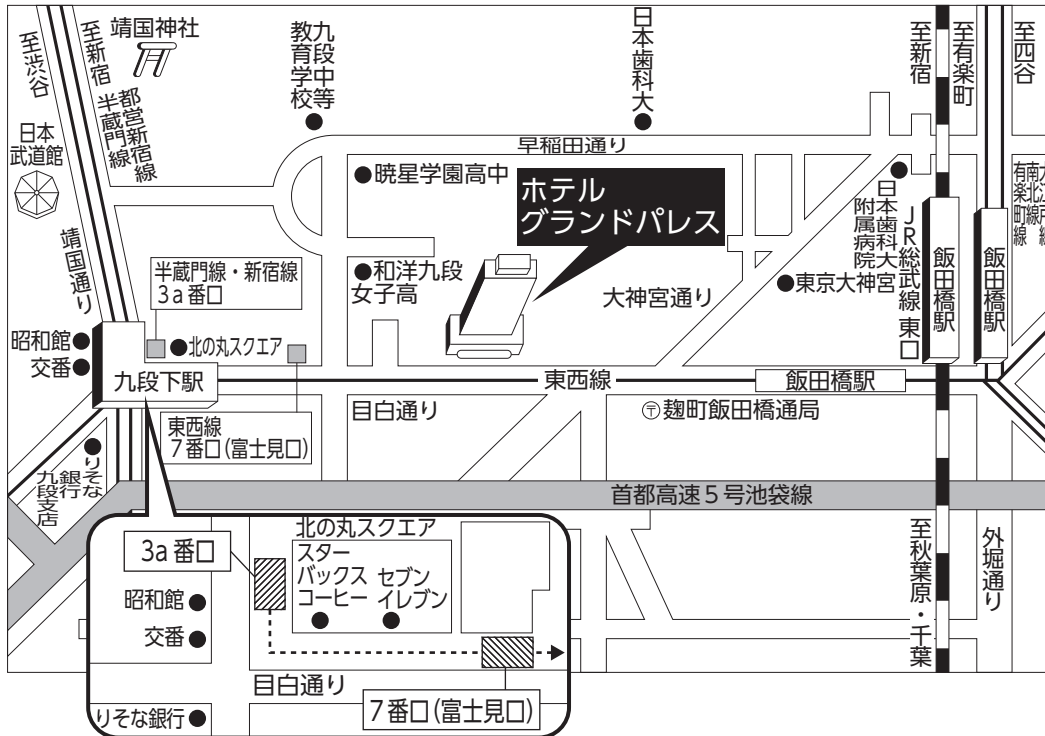 至渋谷
至新宿
靖国神社
半蔵門線
都営新宿線
日本
武道館
靖国通り
九段中等
教育学校
日本歯科大
至新宿
至有楽町
至四谷
早稲田通り
暁星学園高中
ホテル
グランドパレス
日本歯科大
附属病院
JR総武線 東口
飯田橋駅
飯田橋駅
有楽町線
南北線
和洋九段
女子高
大神宮通り
東京大神宮
半蔵門線・新宿線
3a番口
昭和館
交番
北の丸スクエア
九段下駅
東西線
飯田橋駅
目白通り
〶麹町飯田橋通局
東西線
7番口(富士見口)
りそな
銀行
九段支店
首都高速5号池袋線
至秋葉原・千葉
外堀通り
3a番口
北の丸スクエア
スター
バックス
コーヒー
セブン
イレブン
昭和館
交番
目白通り
7番口(富士見口)
りそな銀行